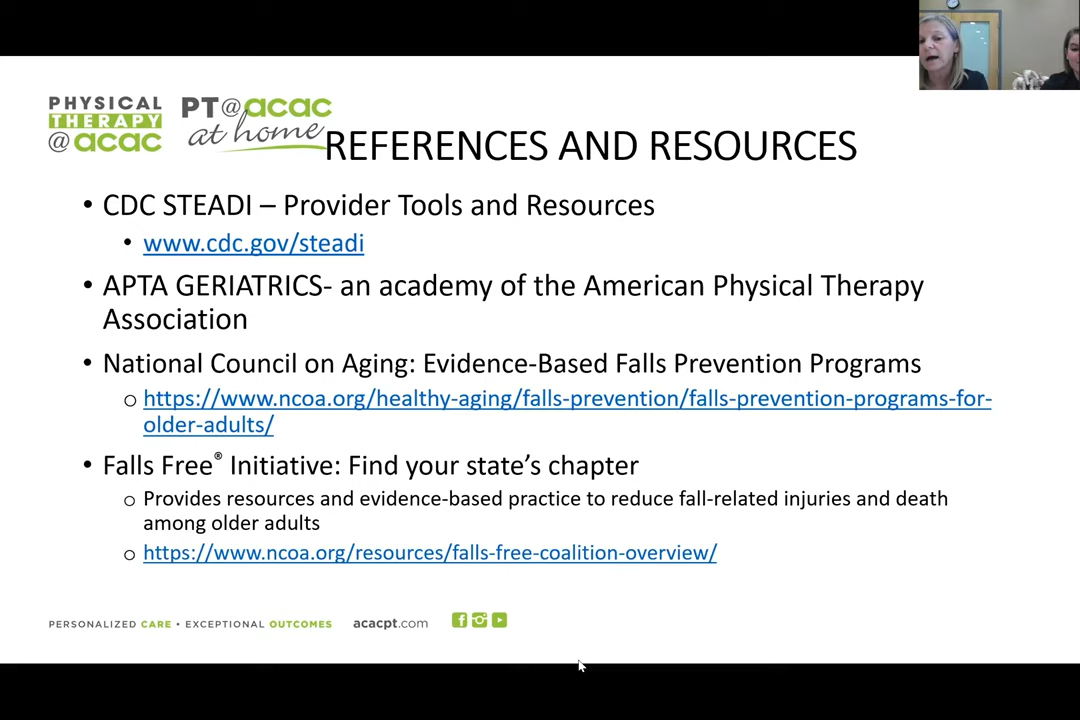 PHYSICAL
THERAPY
@acac
PT@acac
at home
REFERENCES AND RESOURCES
• CDC STEADI – Provider Tools and Resources
• www.cdc.gov/steadi
• APTA GERIATRICS- an academy of the American Physical Therapy
Association
• National Council on Aging: Evidence-Based Falls Prevention Programs
o https://www.ncoa.org/healthy-aging/falls-prevention/falls-prevention-programs-for-
older-adults/
• Falls Free® Initiative: Find your state’s chapter
o Provides resources and evidence-based practice to reduce fall-related injuries and death
among older adults
o https://www.ncoa.org/resources/falls-free-coalition-overview/
PERSONALIZED CARE • EXCEPTIONAL OUTCOMES acacpt.com